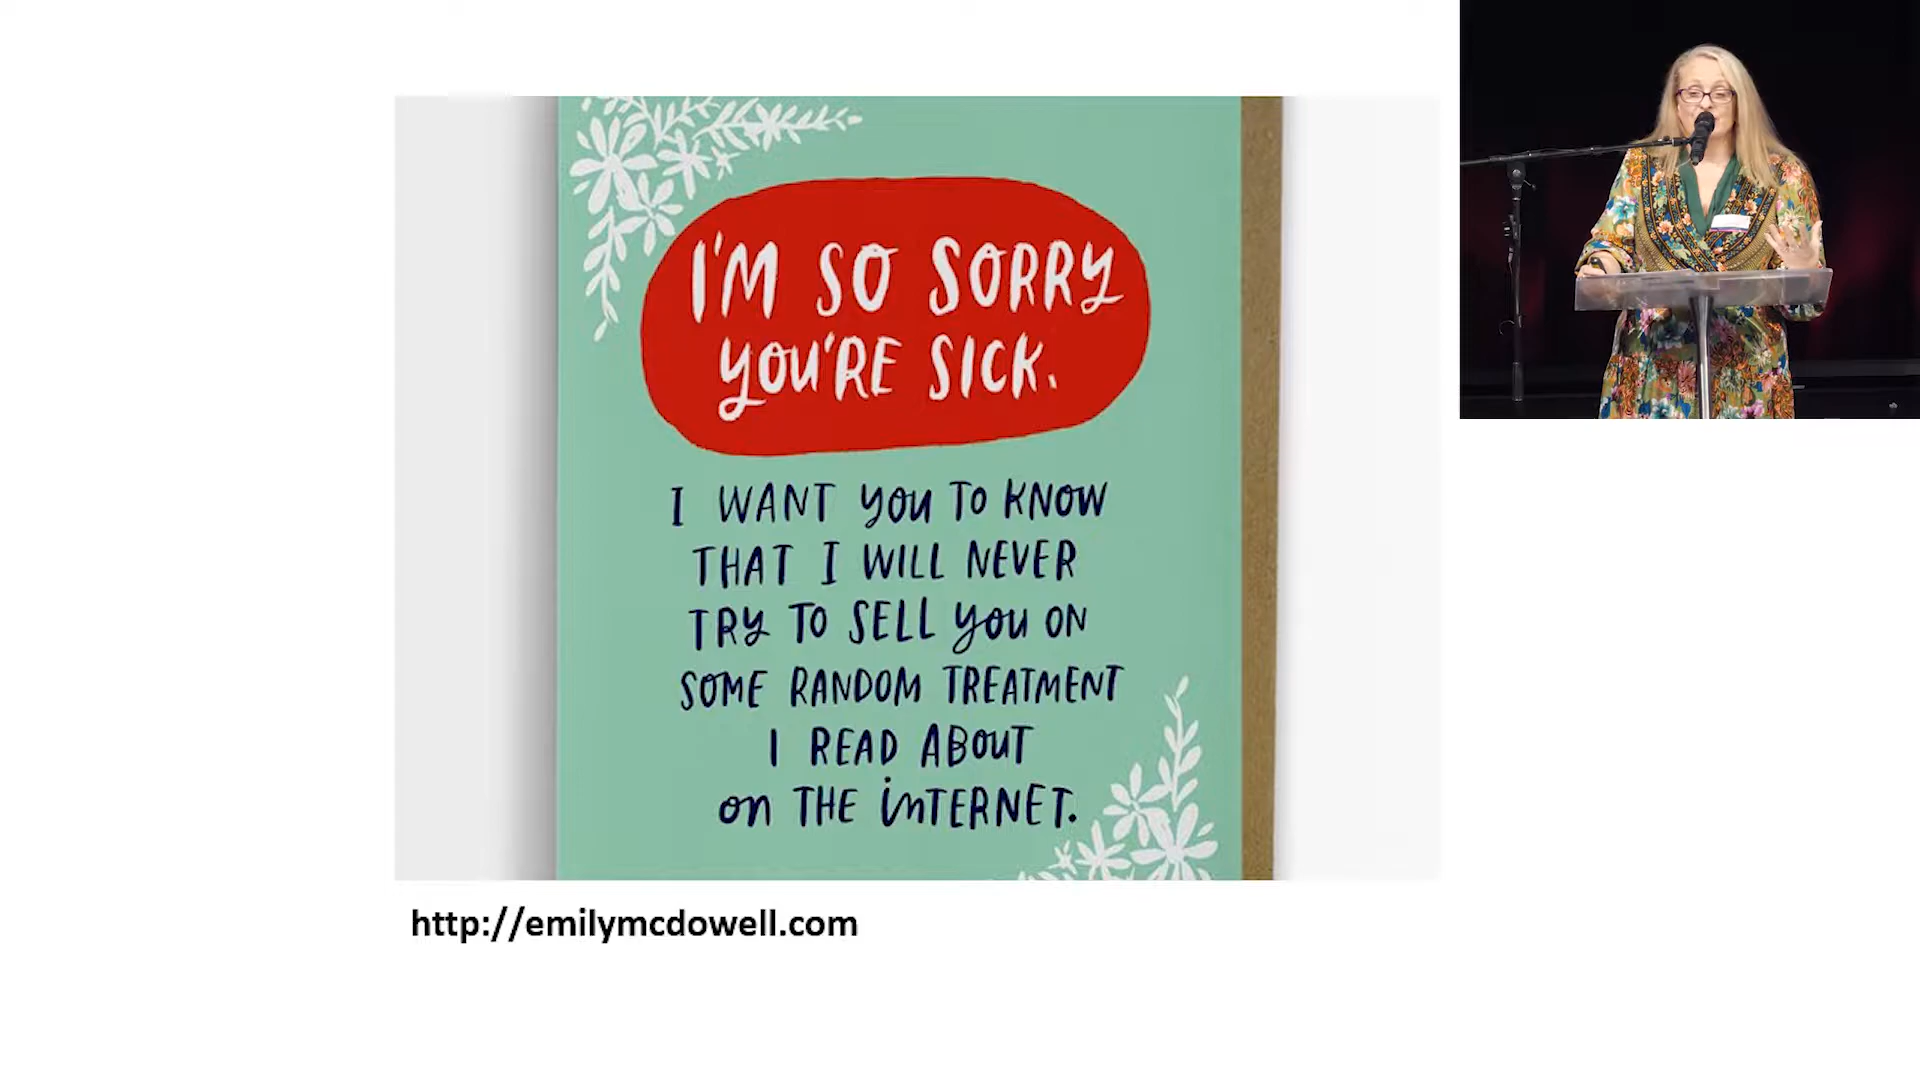 I'M SO SORRY
YOU'RE SICK.
I WANT YOU TO KNOW
THAT I WILL NEVER
TRY TO SELL YOU ON
SOME RANDOM TREATMENT
I READ ABOUT
on THE inTERNET.
http://emilymcdowell.com